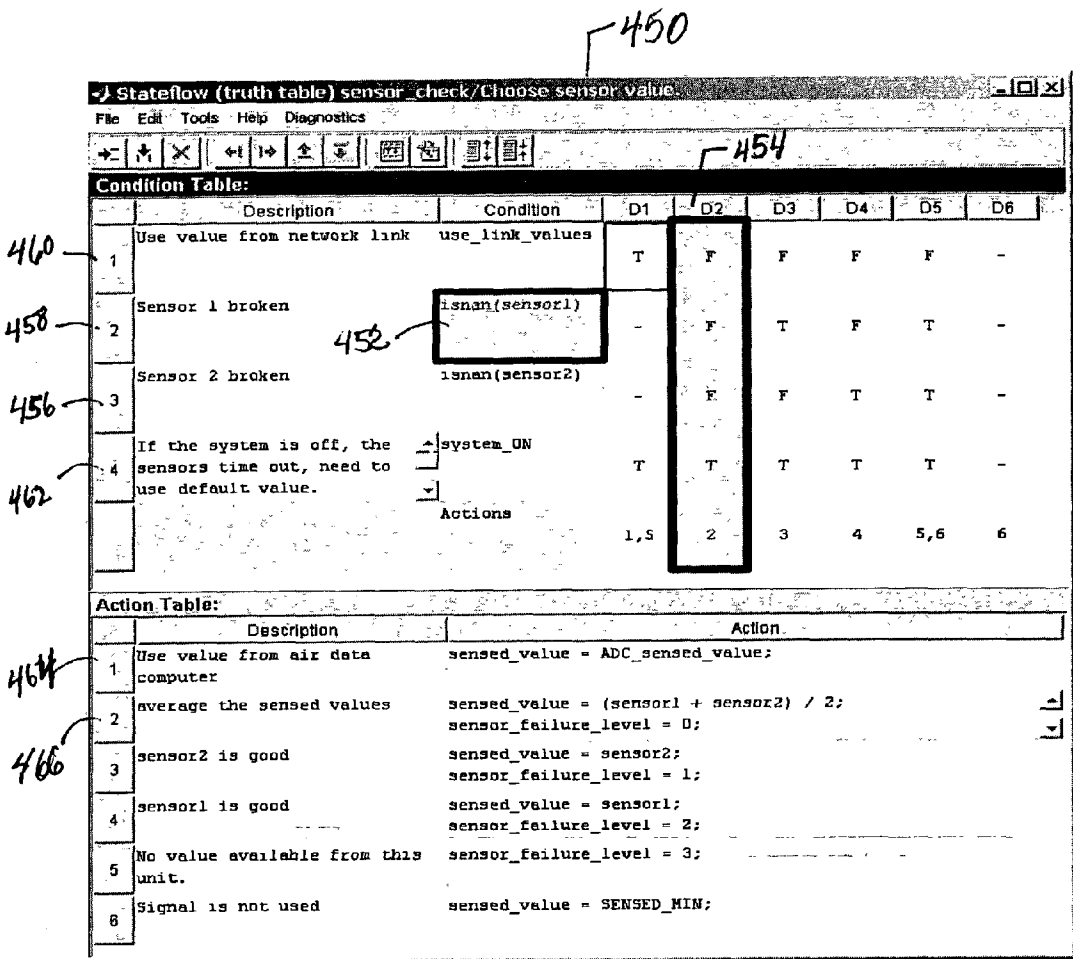 450
Stateflow (truth table) sensor_check/Choose sensor value.
File Edit Tools Help Diagnostics
454
Condition Table:
Description Condition D1 D2 D3 D4 D5 D6
460
1 Use value from network link use_link_values T F F F F -
458
2 Sensor 1 broken isnan(sensor1) - F T F T -
452
456
3 Sensor 2 broken isnan(sensor2) - F F T T -
462
4 If the system is off, the system_ON T T T T T -
sensors time out, need to
use default value.
Actions 1,5 2 3 4 5,6 6
Action Table:
Description Action
464
1 Use value from air data sensed_value = ADC_sensed_value;
computer
466
2 average the sensed values sensed_value = (sensor1 + sensor2) / 2;
sensor_failure_level = 0;
3 sensor2 is good sensed_value = sensor2;
sensor_failure_level = 1;
4 sensor1 is good sensed_value = sensor1;
sensor_failure_level = 2;
5 No value available from this sensor_failure_level = 3;
unit.
6 Signal is not used sensed_value = SENSED_MIN;